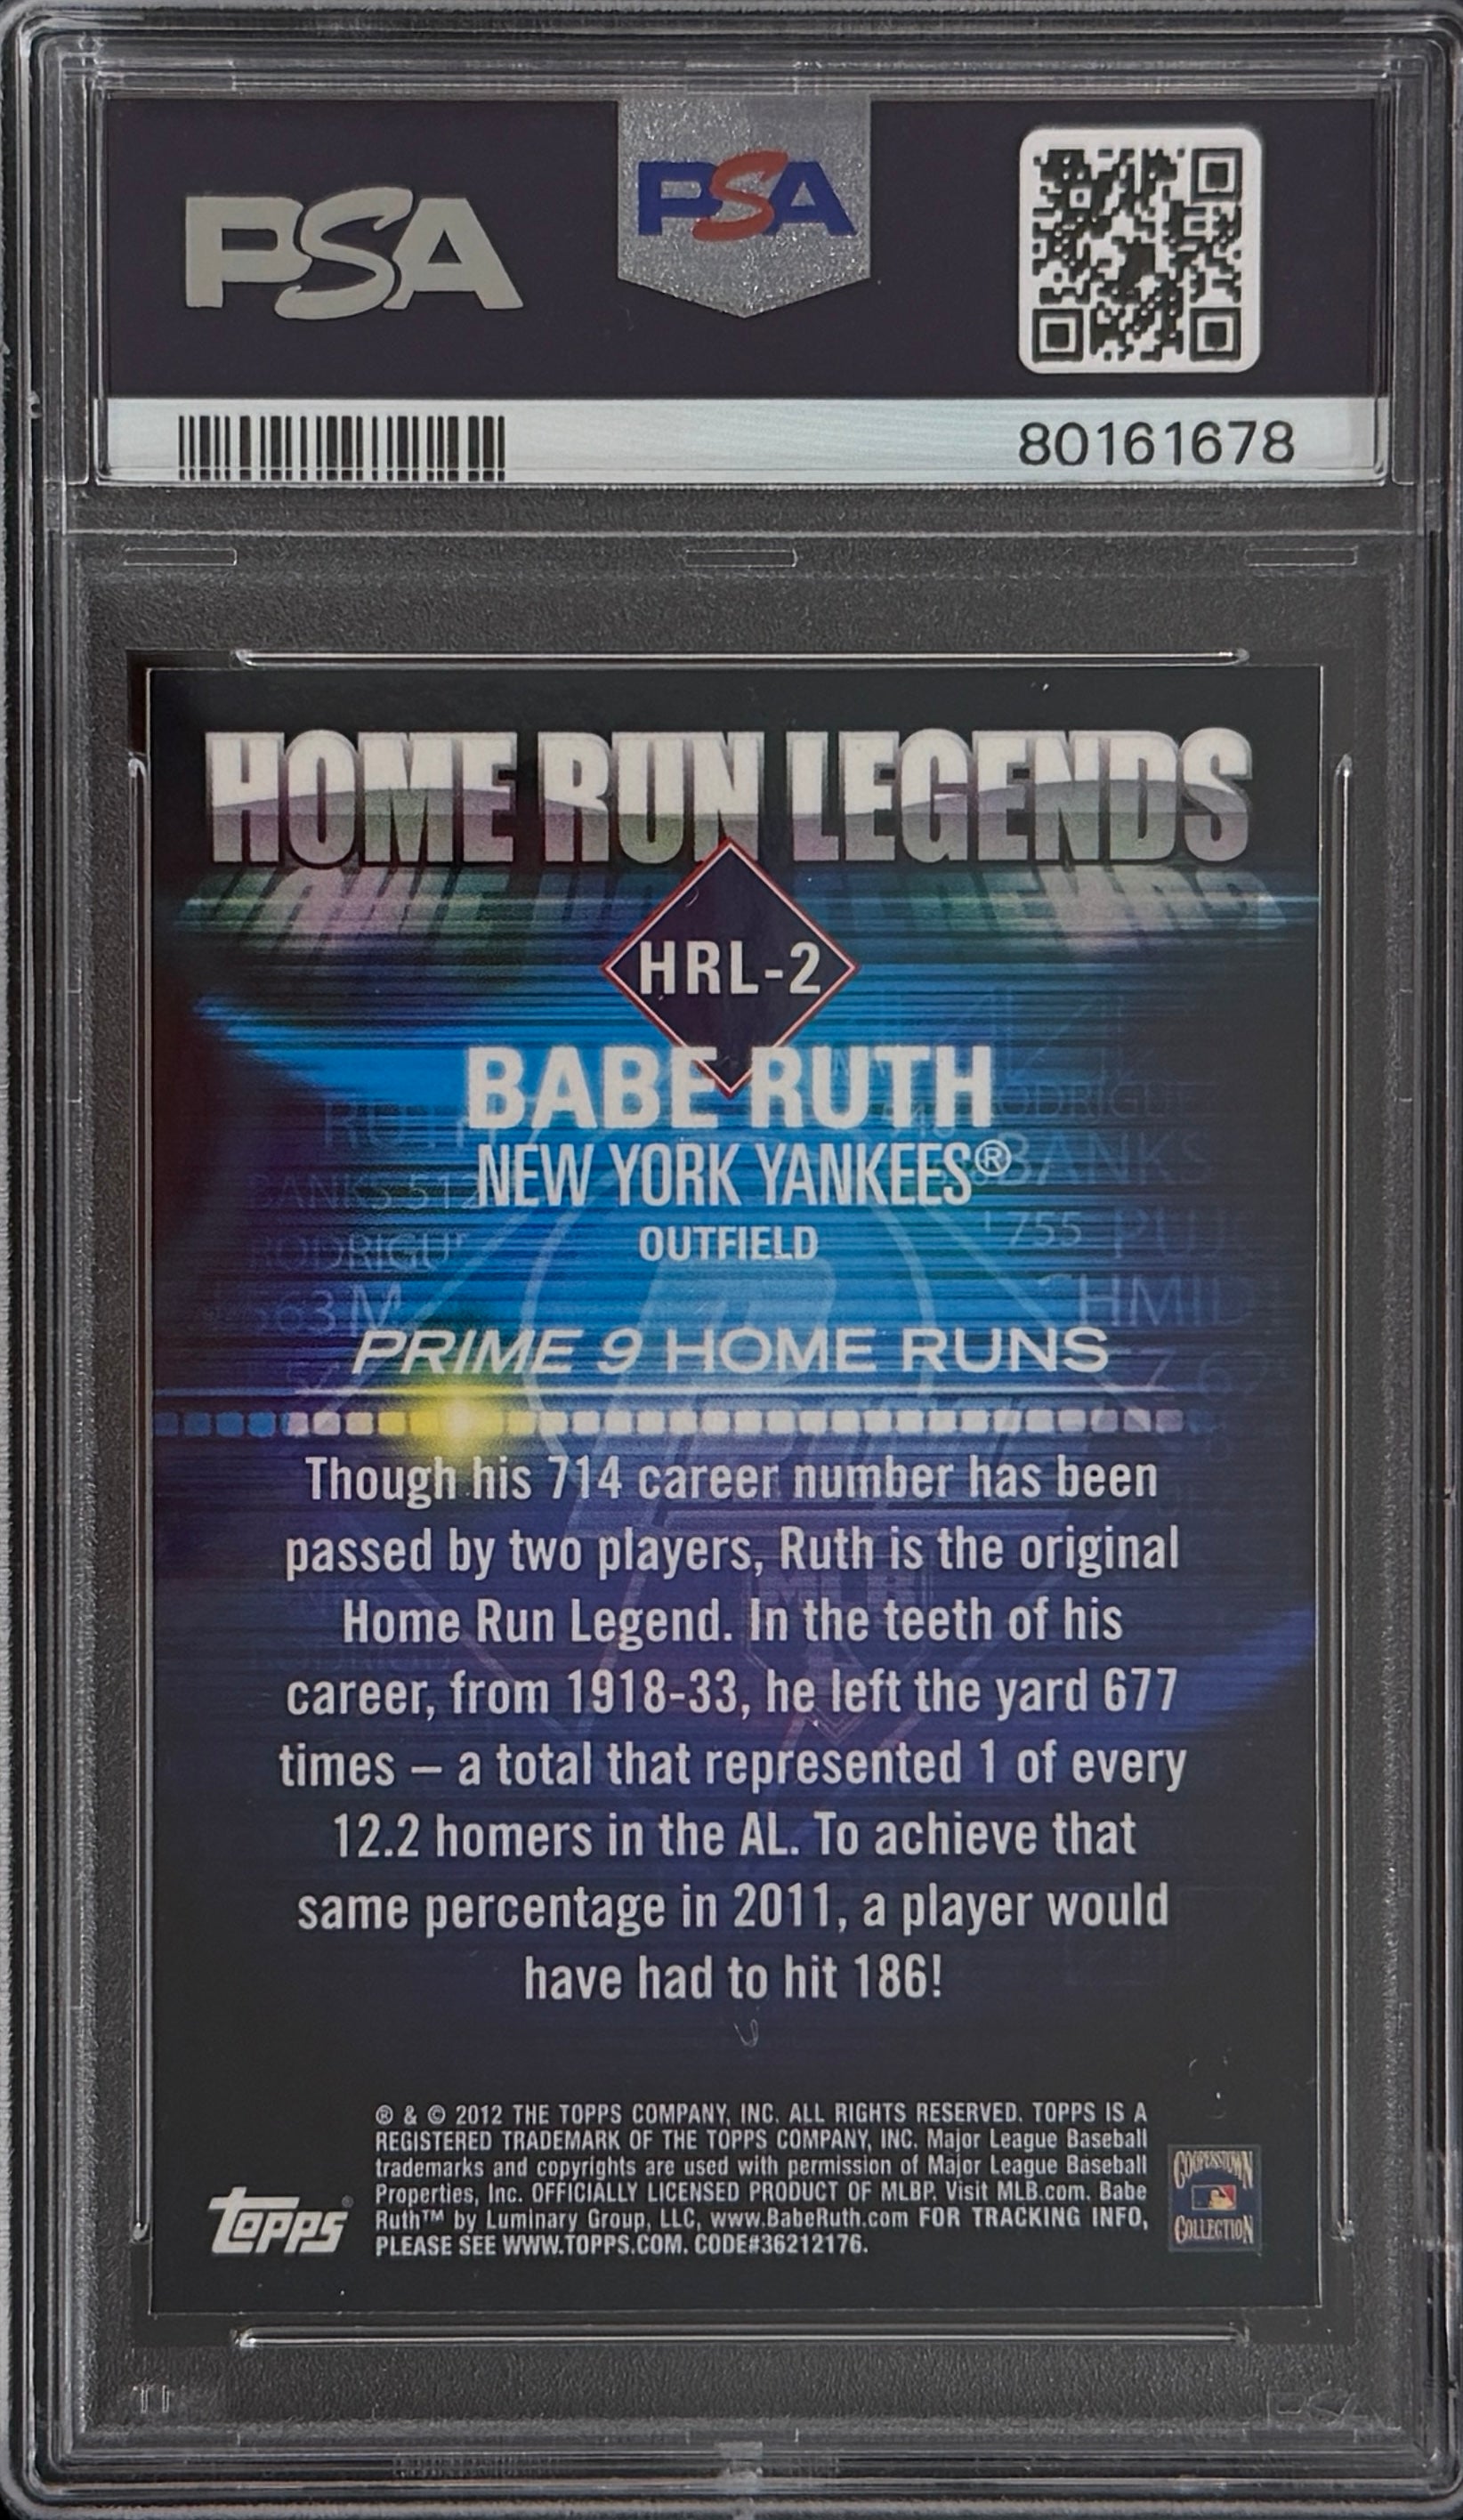 PSA
PSA
80161678
HOME RUN LEGENDS
HRL-2
BABE RUTH
NEW YORK YANKEES®
OUTFIELD
PRIME 9 HOME RUNS
Though his 714 career number has been
passed by two players, Ruth is the original
Home Run Legend. In the teeth of his
career, from 1918-33, he left the yard 677
times – a total that represented 1 of every
12.2 homers in the AL. To achieve that
same percentage in 2011, a player would
have had to hit 186!
® & © 2012 THE TOPPS COMPANY, INC. ALL RIGHTS RESERVED. TOPPS IS A
REGISTERED TRADEMARK OF THE TOPPS COMPANY, INC. Major League Baseball
trademarks and copyrights are used with permission of Major League Baseball
Properties, Inc. OFFICIALLY LICENSED PRODUCT OF MLBP. Visit MLB.com. Babe
Ruth™ by Luminary Group, LLC, www.BabeRuth.com FOR TRACKING INFO,
PLEASE SEE WWW.TOPPS.COM. CODE#36212176.
Topps®
COOPERSTOWN
COLLECTION